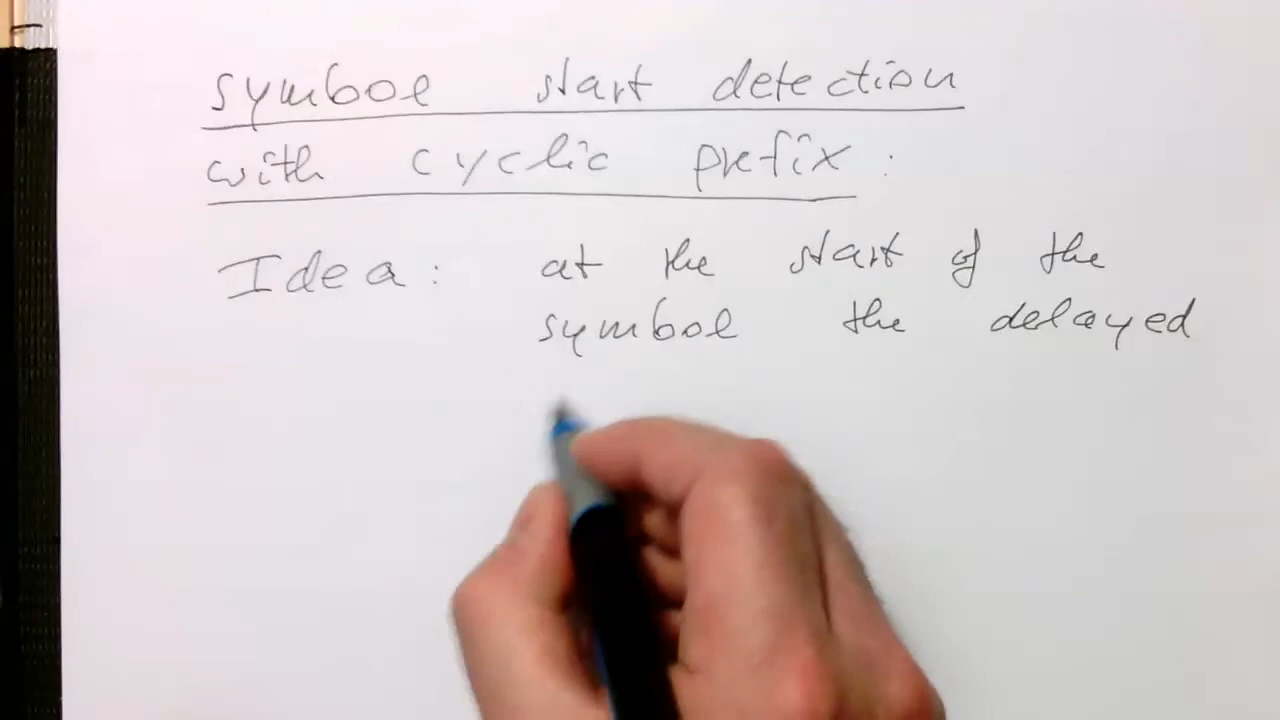 symbol start detection
with cyclic prefix :
Idea : at the start of the
symbol the delayed